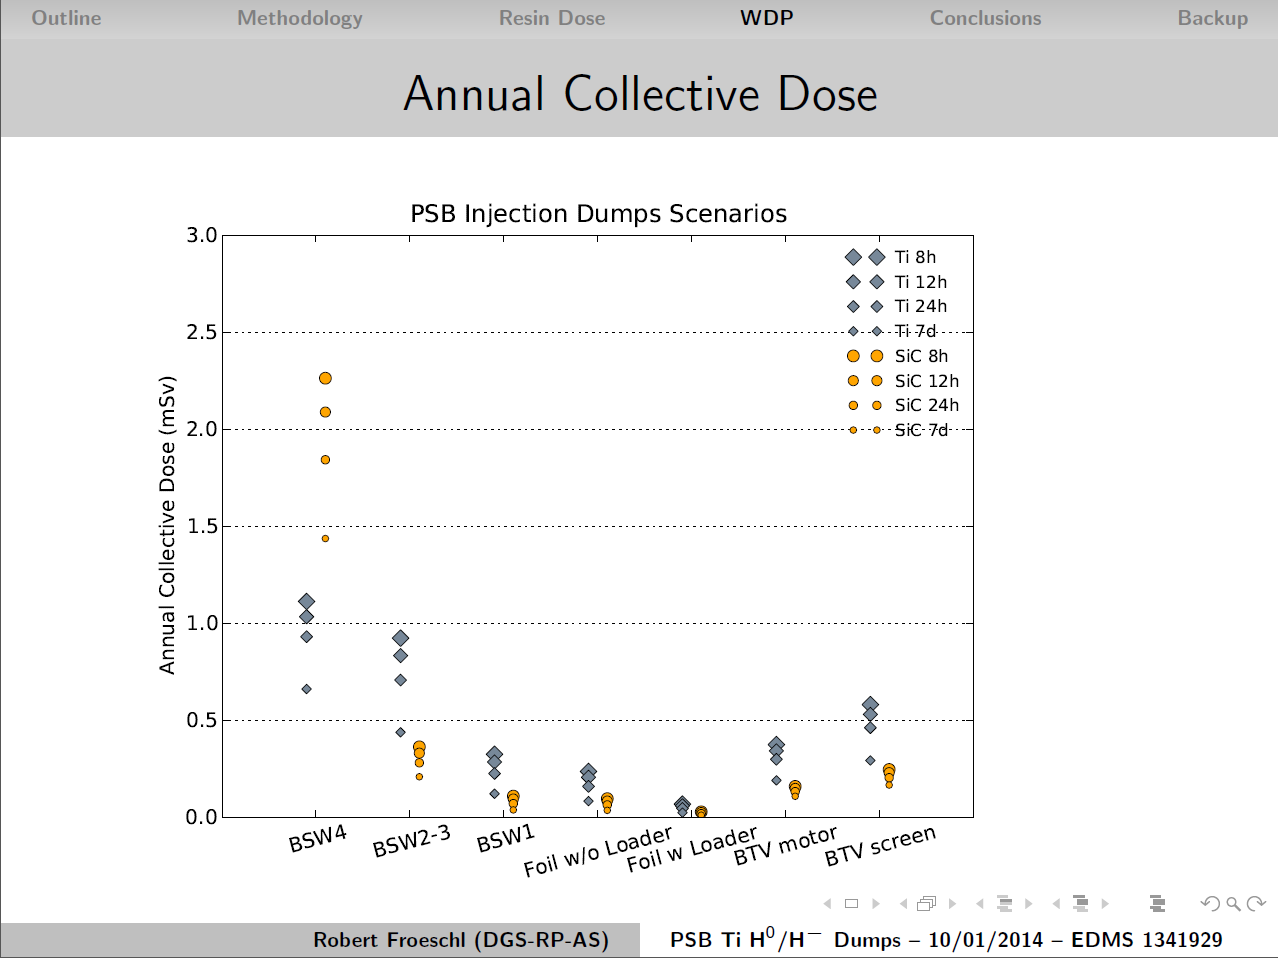 Outline Methodology Resin Dose WDP Conclusions Backup
Annual Collective Dose
PSB Injection Dumps Scenarios
3.0
2.5
2.0
1.5
1.0
0.5
0.0
Annual Collective Dose (mSv)
Ti 8h
Ti 12h
Ti 24h
Ti 7d
SiC 8h
SiC 12h
SiC 24h
SiC 7d
BSW4
BSW2-3
BSW1
Foil w/o Loader
Foil w Loader
BTV motor
BTV screen
Robert Froeschl (DGS-RP-AS) PSB Ti H⁰/H⁻ Dumps – 10/01/2014 – EDMS 1341929